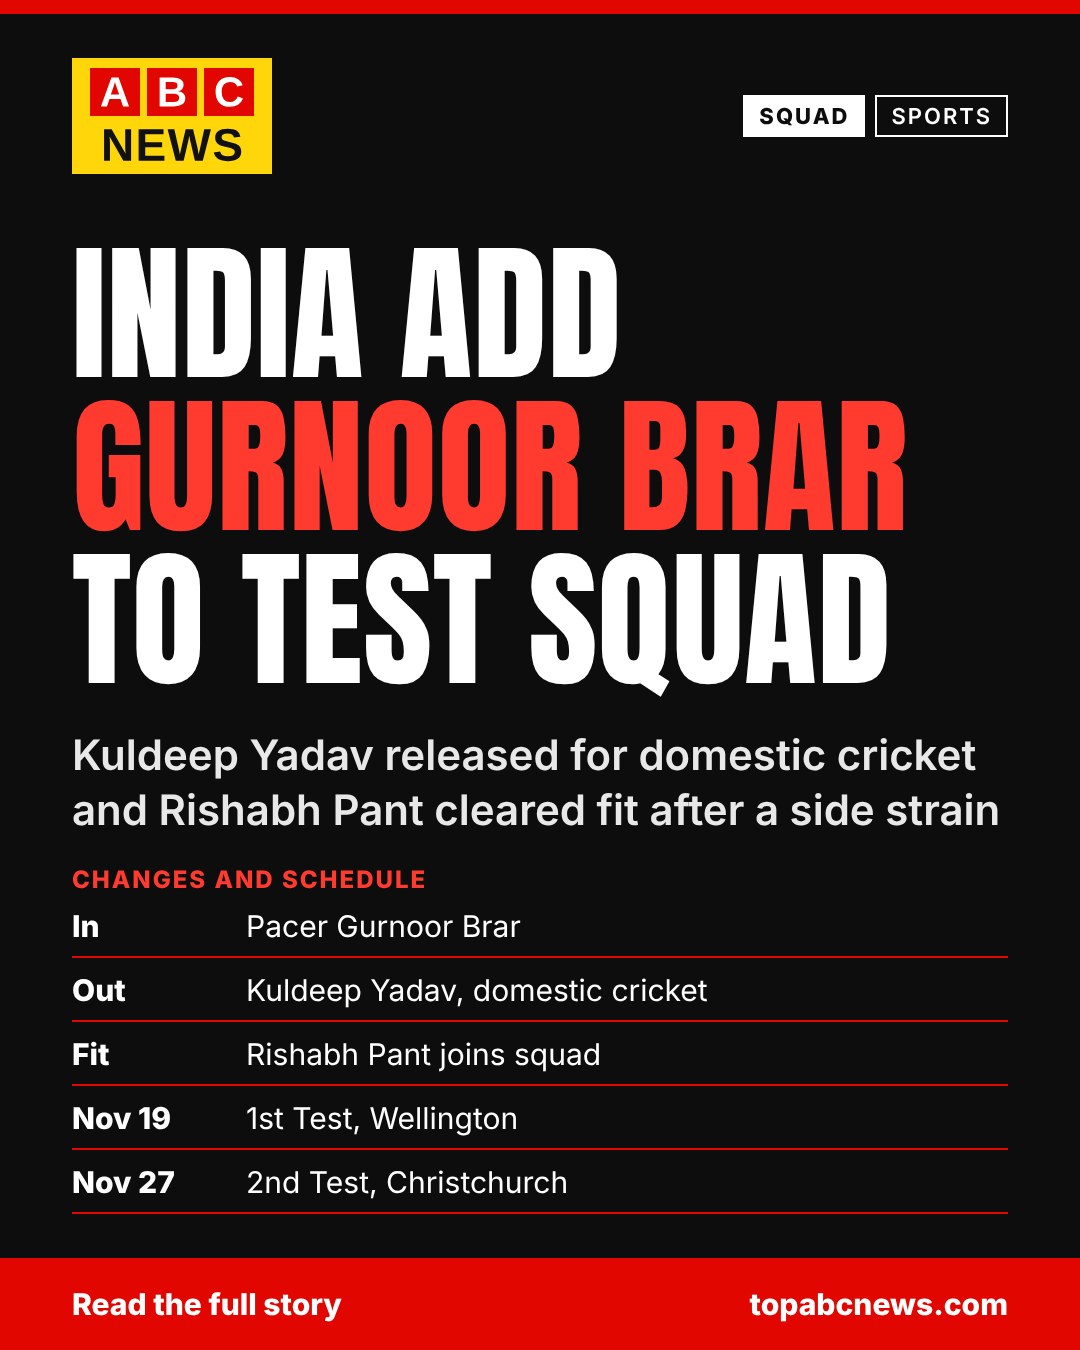 ABC
NEWS
SQUAD SPORTS
INDIA ADD
GURNOOR BRAR
TO TEST SQUAD
Kuldeep Yadav released for domestic cricket
and Rishabh Pant cleared fit after a side strain
CHANGES AND SCHEDULE
In Pacer Gurnoor Brar
Out Kuldeep Yadav, domestic cricket
Fit Rishabh Pant joins squad
Nov 19 1st Test, Wellington
Nov 27 2nd Test, Christchurch
Read the full story topabcnews.com